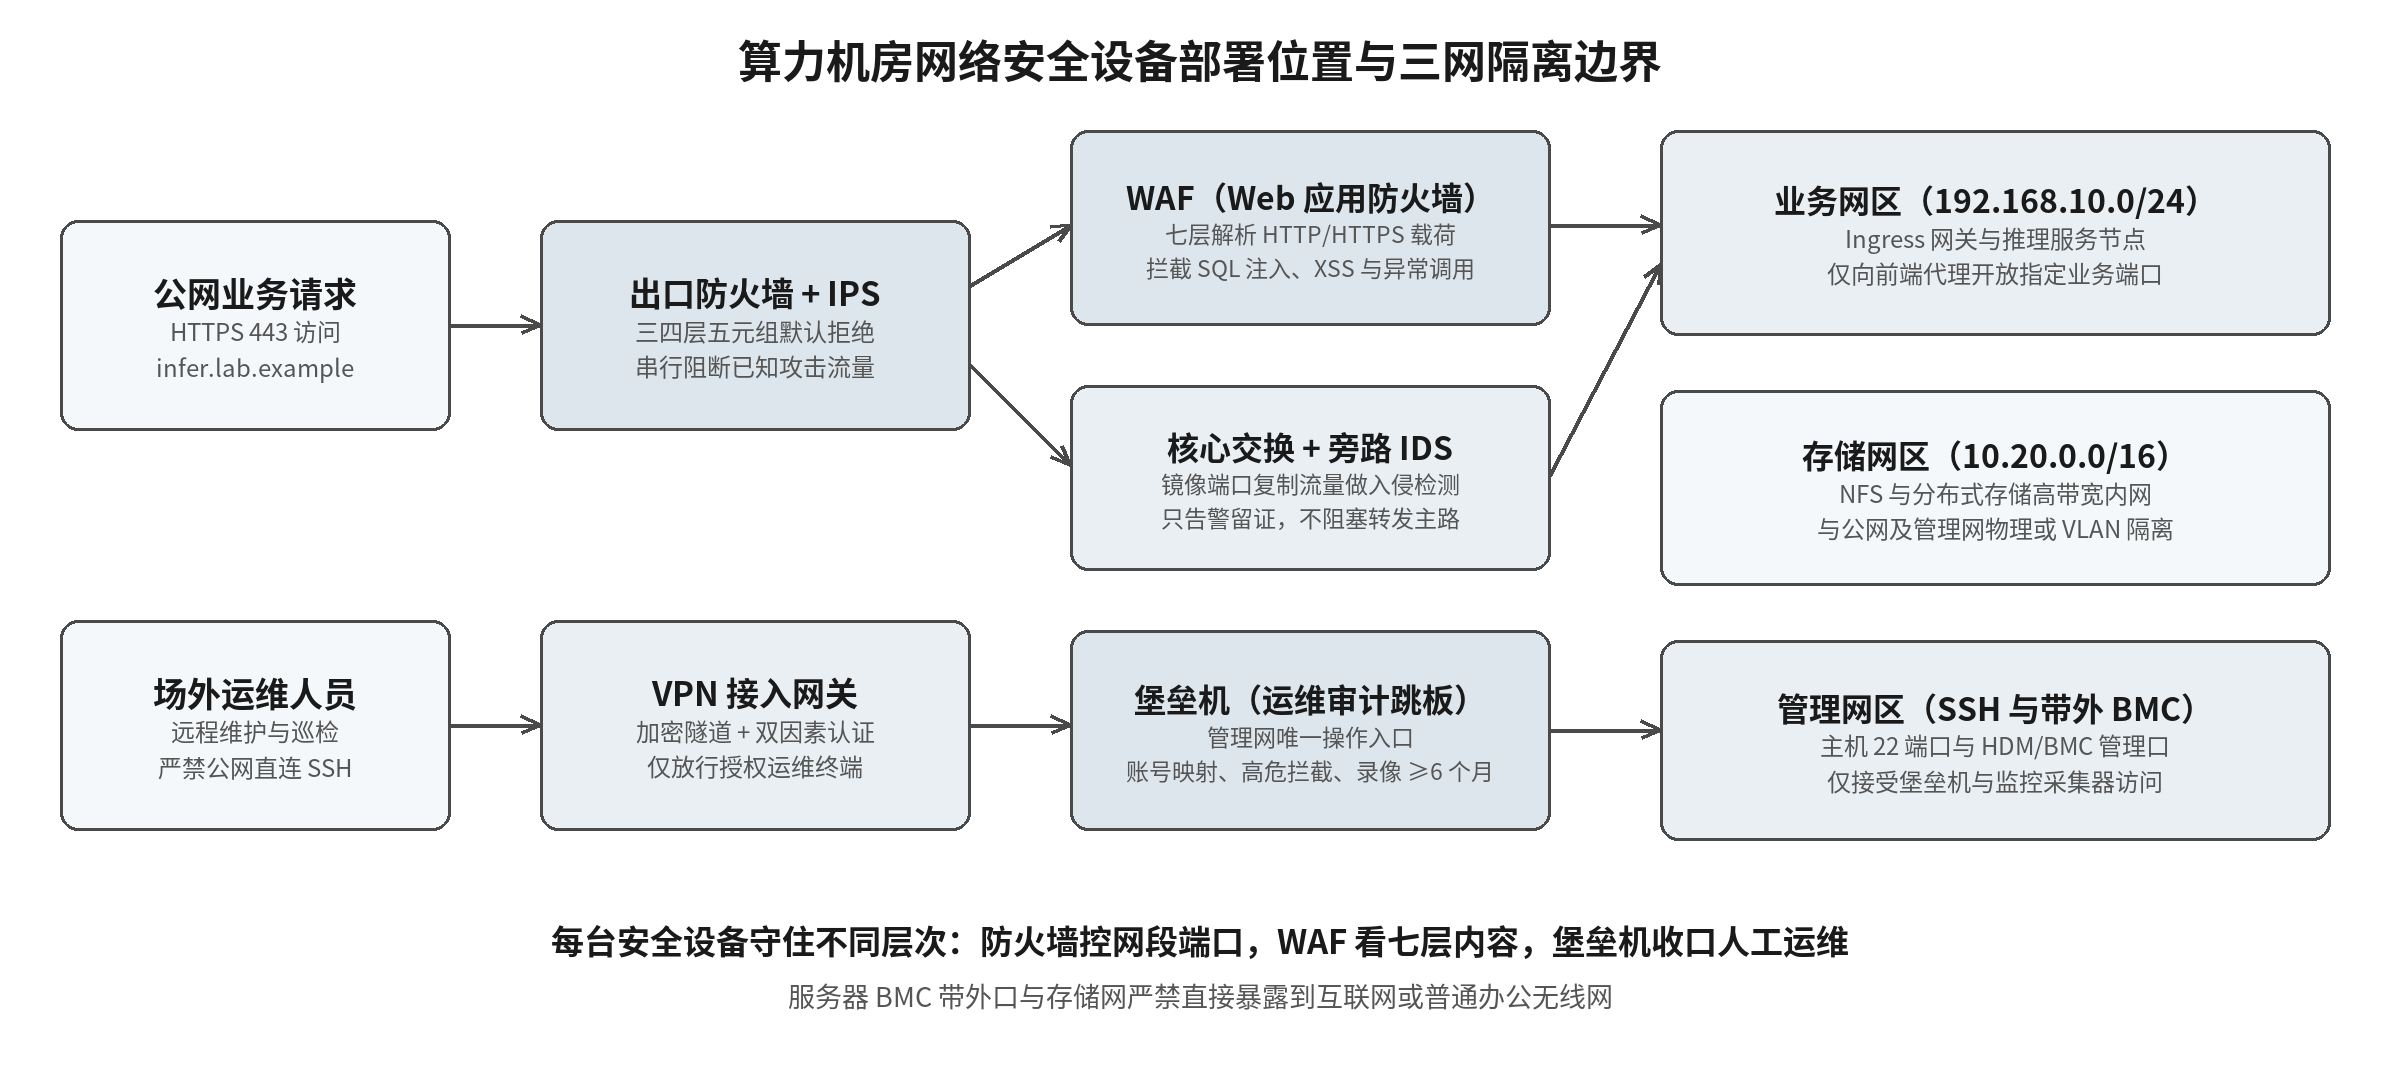 算力机房网络安全设备部署位置与三网隔离边界
公网业务请求
HTTPS 443 访问
infer.lab.example
出口防火墙 + IPS
三四层五元组默认拒绝
串行阻断已知攻击流量
WAF（Web 应用防火墙）
七层解析 HTTP/HTTPS 载荷
拦截 SQL 注入、XSS 与异常调用
业务网区（192.168.10.0/24）
Ingress 网关与推理服务节点
仅向前端代理开放指定业务端口
核心交换 + 旁路 IDS
镜像端口复制流量做入侵检测
只告警留证，不阻塞转发主路
存储网区（10.20.0.0/16）
NFS 与分布式存储高带宽内网
与公网及管理网物理或 VLAN 隔离
场外运维人员
远程维护与巡检
严禁公网直连 SSH
VPN 接入网关
加密隧道 + 双因素认证
仅放行授权运维终端
堡垒机（运维审计跳板）
管理网唯一操作入口
账号映射、高危拦截、录像 ≥6 个月
管理网区（SSH 与带外 BMC）
主机 22 端口与 HDM/BMC 管理口
仅接受堡垒机与监控采集器访问
每台安全设备守住不同层次：防火墙控网段端口，WAF 看七层内容，堡垒机收口人工运维
服务器 BMC 带外口与存储网严禁直接暴露到互联网或普通办公无线网